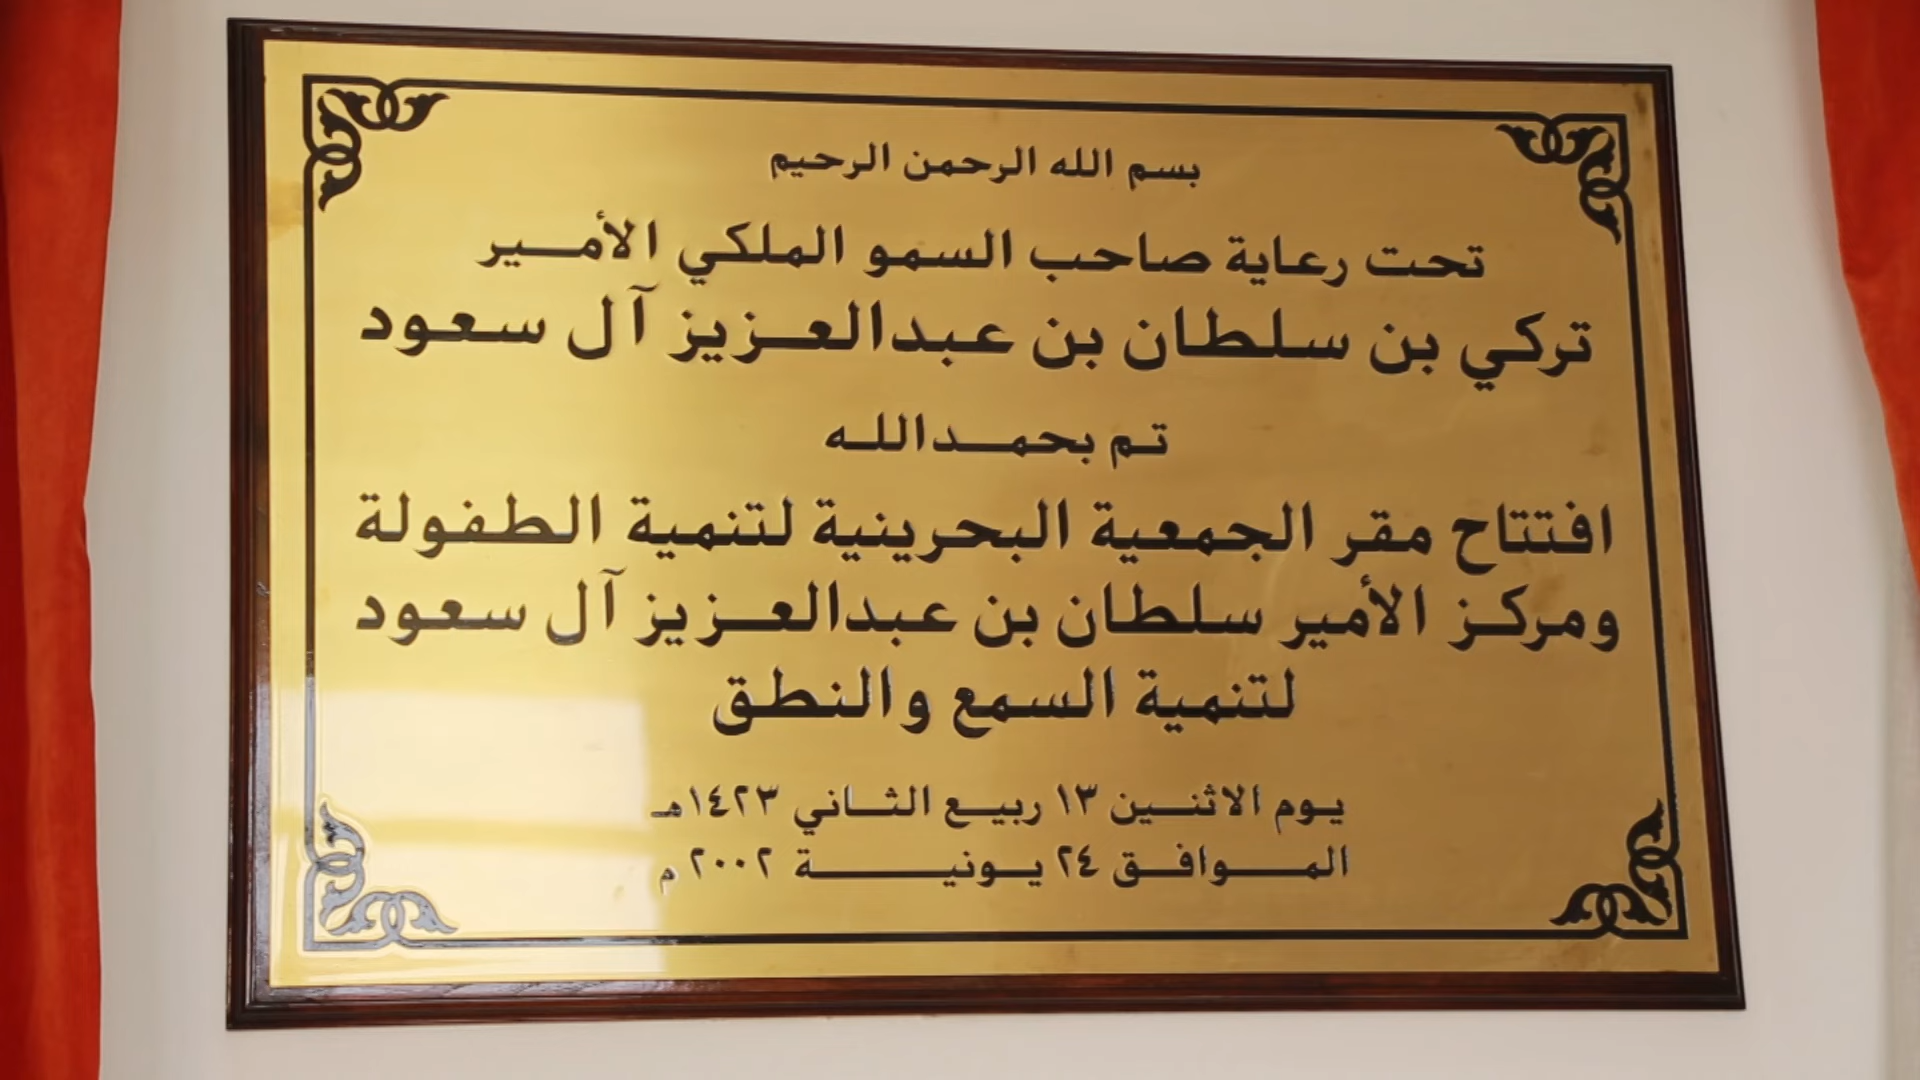 بسم الله الرحمن الرحيم
تحت رعاية صاحب السمو الملكي الأمير
تركي بن سلطان بن عبدالعزيز آل سعود
تم بحمدالله
افتتاح مقر الجمعية البحرينية لتنمية الطفولة
ومركز الأمير سلطان بن عبدالعزيز آل سعود
لتنمية السمع والنطق
يوم الاثنين ١٣ ربيع الثاني ١٤٢٣هـ
الموافق ٢٤ يونية ٢٠٠٢ م